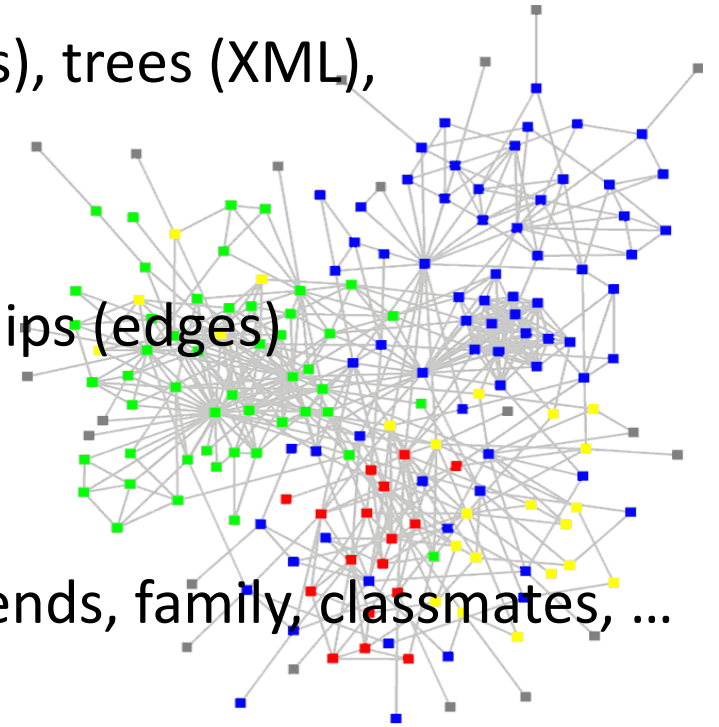 s), trees (XML),
ips (edges)
ends, family, classmates, ...